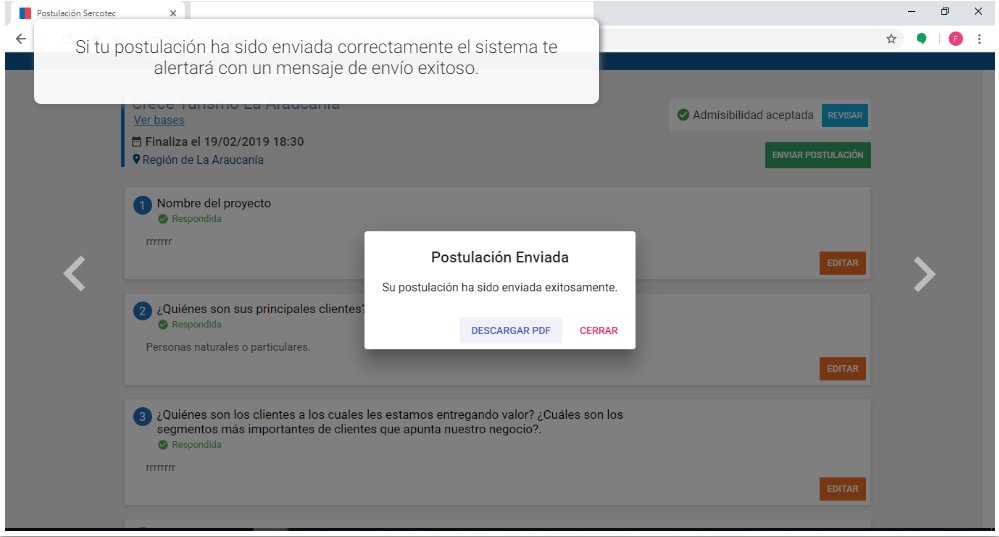 Postulación Sercotec
Si tu postulación ha sido enviada correctamente el sistema te
alertará con un mensaje de envío exitoso.
F
Crece Turismo La Araucanía
Ver bases
Finaliza el 19/02/2019 18:30
Región de La Araucanía
Admisibilidad aceptada
REVISAR
ENVIAR POSTULACIÓN
1 Nombre del proyecto
Respondida
rrrrrrr
EDITAR
Postulación Enviada
Su postulación ha sido enviada exitosamente.
DESCARGAR PDF CERRAR
2 ¿Quiénes son sus principales clientes?
Respondida
Personas naturales o particulares.
EDITAR
3 ¿Quiénes son los clientes a los cuales les estamos entregando valor? ¿Cuáles son los
segmentos más importantes de clientes que apunta nuestro negocio?.
Respondida
rrrrrrrr
EDITAR